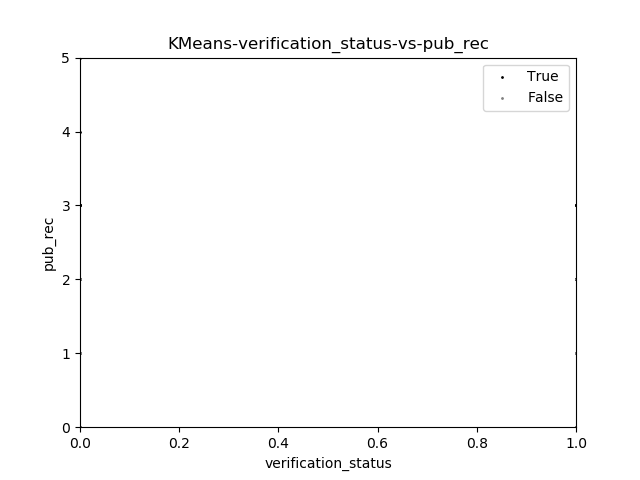 KMeans-verification_status-vs-pub_rec
True
False
5
4
3
2
1
0
pub_rec
0.0 0.2 0.4 0.6 0.8 1.0
verification_status